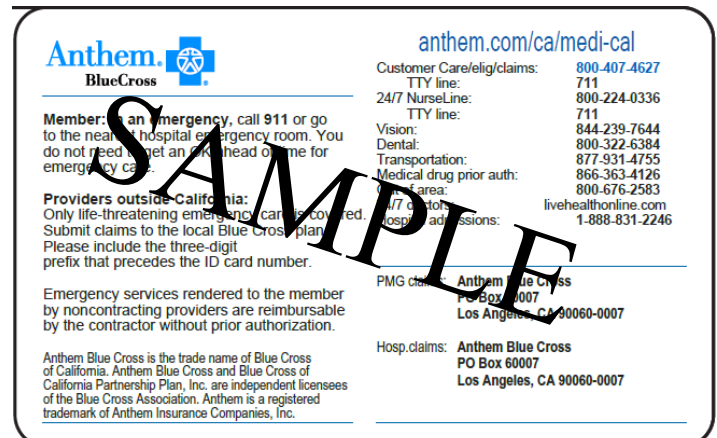 Anthem.
BlueCross
Member: In an emergency, call 911 or go
to the nearest hospital emergency room. You
do not need to get an OK ahead of time for
emergency care.
Providers outside California:
Only life-threatening emergency care is covered.
Submit claims to the local Blue Cross plan.
Please include the three-digit
prefix that precedes the ID card number.
Emergency services rendered to the member
by noncontracting providers are reimbursable
by the contractor without prior authorization.
Anthem Blue Cross is the trade name of Blue Cross
of California. Anthem Blue Cross and Blue Cross of
California Partnership Plan, Inc. are independent licensees
of the Blue Cross Association. Anthem is a registered
trademark of Anthem Insurance Companies, Inc.
anthem.com/ca/medi-cal
Customer Care/elig/claims: 800-407-4627
TTY line: 711
24/7 NurseLine: 800-224-0336
TTY line: 711
Vision: 844-239-7644
Dental: 800-322-6384
Transportation: 877-931-4755
Medical drug prior auth: 866-363-4126
Out of area: 800-676-2583
24/7 doctors: livehealthonline.com
Hospital admissions: 1-888-831-2246
PMG claims: Anthem Blue Cross
PO Box 60007
Los Angeles, CA 90060-0007
Hosp.claims: Anthem Blue Cross
PO Box 60007
Los Angeles, CA 90060-0007
SAMPLE